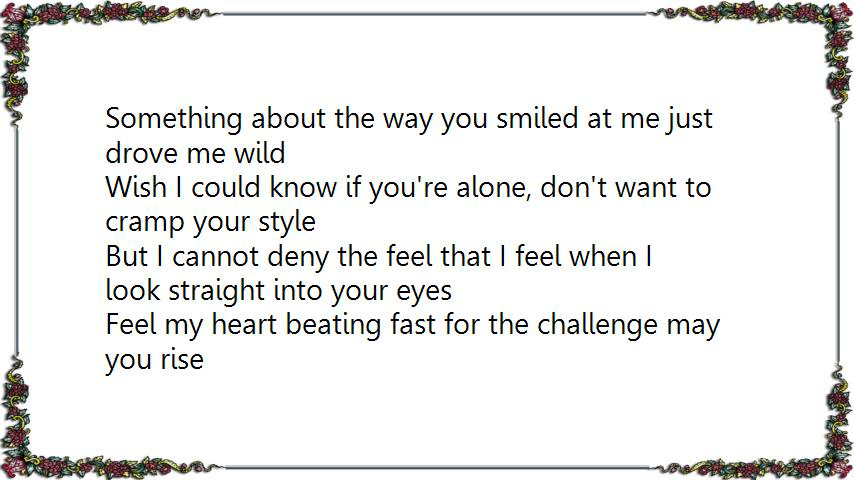 Something about the way you smiled at me just
drove me wild
Wish I could know if you're alone, don't want to
cramp your style
But I cannot deny the feel that I feel when I
look straight into your eyes
Feel my heart beating fast for the challenge may
you rise